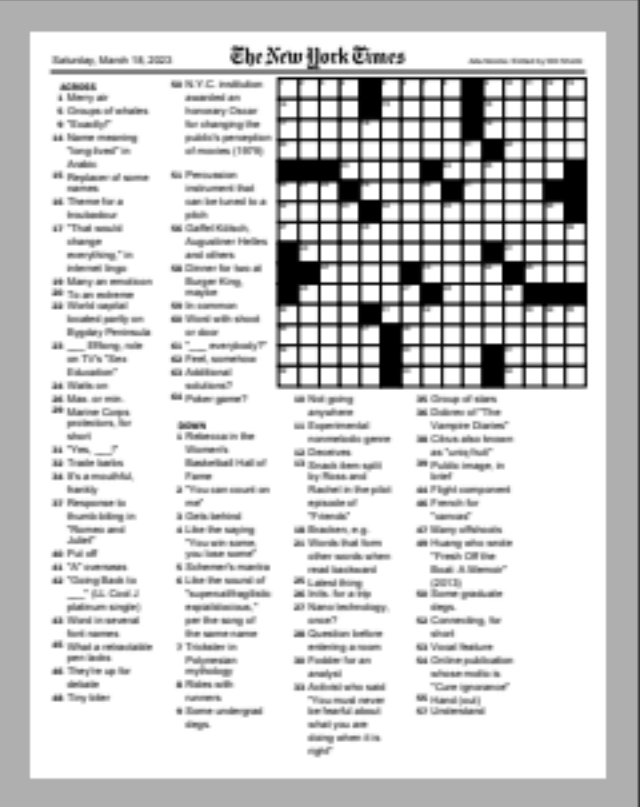 Saturday, March 18, 2023
The New York Times
ACROSS
1 Merry air
5 Groups of whales
9 "Exactly!"
14 Name meaning
"long-lived" in
Arabic
15 Replacer of some
names
16 Theme for a
troubadour
17 "That would
change
everything," in
internet lingo
19 Many an emoticon
20 To an extreme
22 World capital
located partly on
Bygdøy Peninsula
23 ___ Effiong, role
on TV's "Sex
Education"
24 Waits on
26 Max. or min.
29 Marine Corps
protectors, for
short
31 "Yes, ___!"
32 Trade barbs
34 It's a mouthful,
frankly
37 Response to
thumb biting in
"Romeo and
Juliet"
40 Put off
41 "A" overseas
42 "Going Back to
___" (LL Cool J
platinum single)
43 Word in several
font names
45 What a retractable
pen lacks
46 They're up for
debate
48 Tiny biter
50 N.Y.C. institution
awarded an
honorary Oscar
for changing the
public's perception
of movies (1978)
51 Percussion
instrument that
can be tuned to a
pitch
56 Gaffel Kölsch,
Augustiner Helles
and others
58 Dinner for two at
Burger King,
maybe
59 In common
60 Word with shoot
or door
61 "___ everybody?"
62 Feel, somehow
63 Additional
solutions?
64 Poker game?
DOWN
1 Rebecca in the
Women's
Basketball Hall of
Fame
2 "You can count on
me"
3 Gets behind
4 Like the saying
"You win some,
you lose some"
5 Schemer's mantra
6 Like the sound of
"supercalifragilistic
expialidocious,"
per the song of
the same name
7 Trickster in
Polynesian
mythology
8 Rides with
runners
9 Some undergrad
degs.
10 Not going
anywhere
11 Experimental
nonmelodic genre
12 Deceives
13 Snack item split
by Ross and
Rachel in the pilot
episode of
"Friends"
18 Bracken, e.g.
21 Words that form
other words when
read backward
25 Latest thing
26 Inits. for a trip
27 Nano technology,
once?
28 Question before
entering a room
30 Fodder for an
analyst
33 Activist who said
"You must never
be fearful about
what you are
doing when it is
right"
35 Group of stars
36 Dobrev of "The
Vampire Diaries"
38 Citrus also known
as "uniq fruit"
39 Public image, in
brief
44 Flight component
46 French for
"canvas"
47 Many offshoots
49 Huang who wrote
"Fresh Off the
Boat: A Memoir"
(2013)
50 Some graduate
degs.
52 Connecting, for
short
53 Vocal feature
54 Online publication
whose motto is
"Cure ignorance"
55 Hand (out)
57 Understand